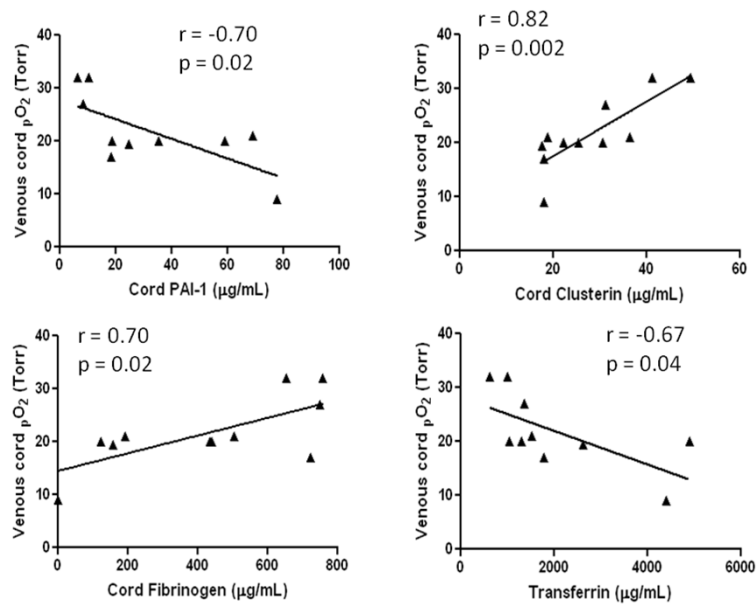 r = -0.70
p = 0.02
Venous cord pO2 (Torr)
40
30
20
10
0
0 20 40 60 80 100
Cord PAI-1 (µg/mL)
r = 0.82
p = 0.002
Venous cord pO2 (Torr)
40
30
20
10
0
0 20 40 60
Cord Clusterin (µg/mL)
r = 0.70
p = 0.02
Venous cord pO2 (Torr)
40
30
20
10
0
0 200 400 600 800
Cord Fibrinogen (µg/mL)
r = -0.67
p = 0.04
Venous cord pO2 (Torr)
40
30
20
10
0
0 2000 4000 6000
Transferrin (µg/mL)